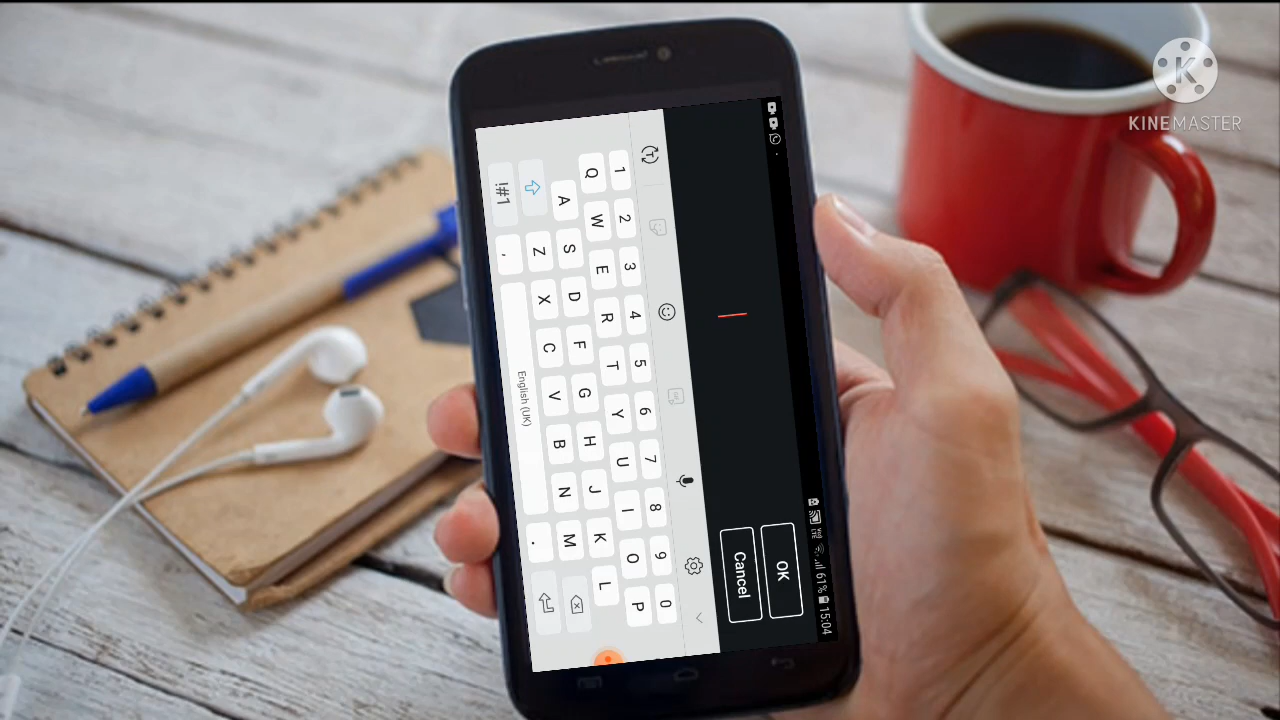 KINEMASTER
61% 15:04
OK
Cancel
1 2 3 4 5 6 7 8 9 0
Q W E R T Y U I O P
A S D F G H J K L
Z X C V B N M
!#1 , English (UK) .